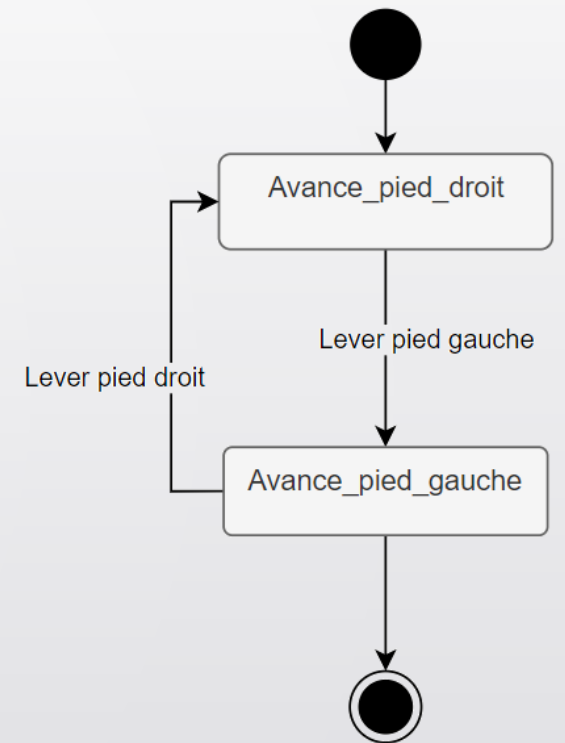 Avance_pied_droit
Lever pied gauche
Lever pied droit
Avance_pied_gauche